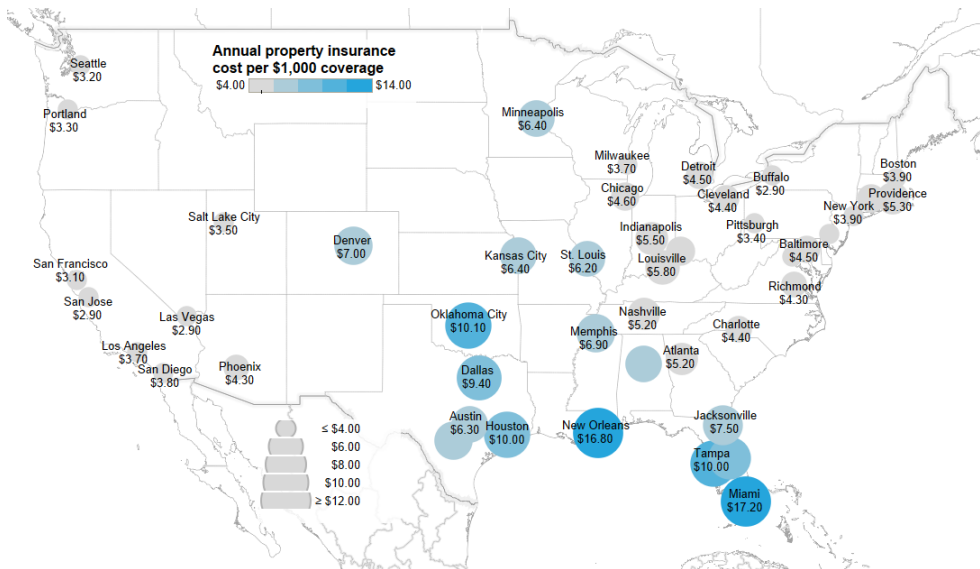 Annual property insurance
cost per $1,000 coverage
$4.00 $14.00
Seattle
$3.20
Portland
$3.30
Minneapolis
$6.40
Milwaukee
$3.70
Chicago
$4.60
Detroit
$4.50
Cleveland
$4.40
Buffalo
$2.90
Boston
$3.90
Providence
$5.30
New York
$3.90
Pittsburgh
$3.40
Baltimore
$4.50
Richmond
$4.30
Salt Lake City
$3.50
Denver
$7.00
Kansas City
$6.40
St. Louis
$6.20
Indianapolis
$5.50
Louisville
$5.80
San Francisco
$3.10
San Jose
$2.90
Las Vegas
$2.90
Los Angeles
$3.70
San Diego
$3.80
Phoenix
$4.30
Oklahoma City
$10.10
Memphis
$6.90
Nashville
$5.20
Charlotte
$4.40
Atlanta
$5.20
Dallas
$9.40
Austin
$6.30
Houston
$10.00
New Orleans
$16.80
Jacksonville
$7.50
Tampa
$10.00
Miami
$17.20
≤ $4.00
$6.00
$8.00
$10.00
≥ $12.00